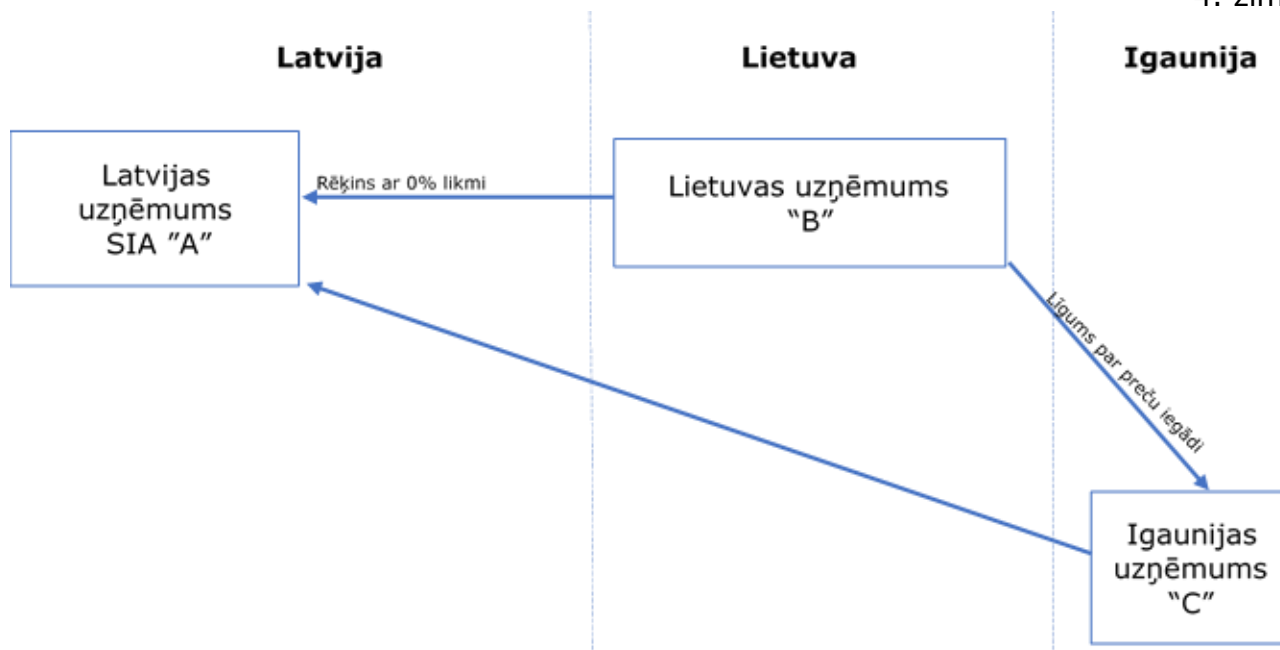 Latvija
Lietuva
Igaunija
Latvijas
uzņēmums
SIA ”A”
Rēķins ar 0% likmi
Lietuvas uzņēmums
“B”
Līgums par preču iegādi
Igaunijas
uzņēmums
“C”